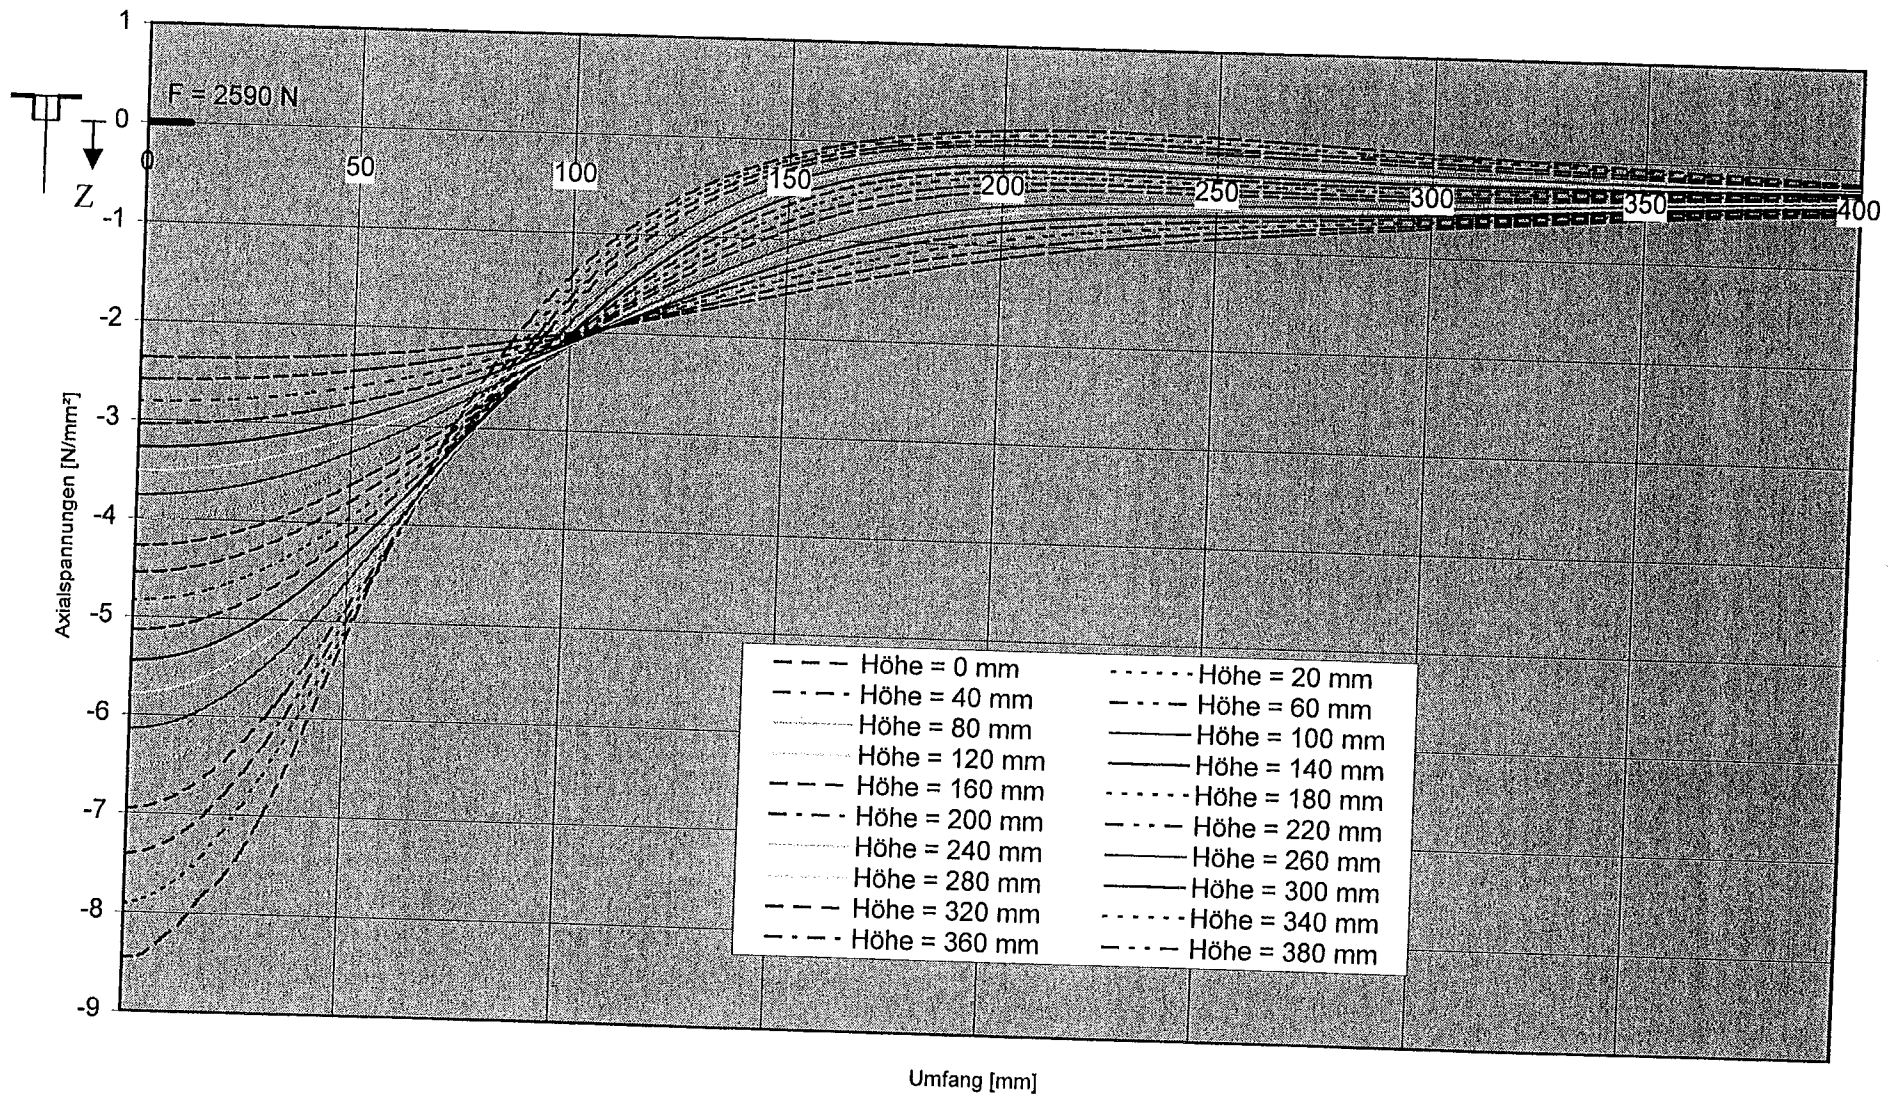 1
F = 2590 N
0
0
50
100
150
200
250
300
350
400
Z
-1
-2
-3
-4
-5
-6
-7
-8
-9
Axialspannungen [N/mm²]
Höhe = 0 mm
Höhe = 20 mm
Höhe = 40 mm
Höhe = 60 mm
Höhe = 80 mm
Höhe = 100 mm
Höhe = 120 mm
Höhe = 140 mm
Höhe = 160 mm
Höhe = 180 mm
Höhe = 200 mm
Höhe = 220 mm
Höhe = 240 mm
Höhe = 260 mm
Höhe = 280 mm
Höhe = 300 mm
Höhe = 320 mm
Höhe = 340 mm
Höhe = 360 mm
Höhe = 380 mm
Umfang [mm]